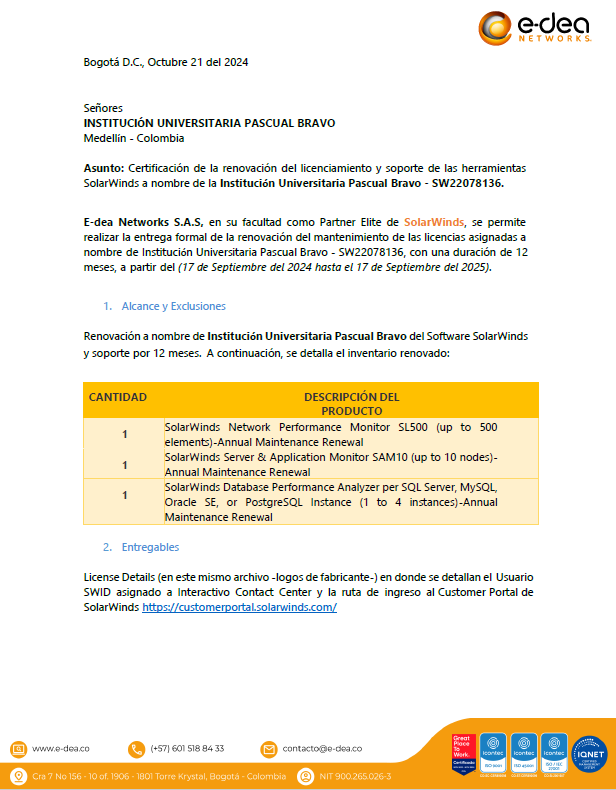 e-dea
NETWORKS.
Bogotá D.C., Octubre 21 del 2024
Señores
INSTITUCIÓN UNIVERSITARIA PASCUAL BRAVO
Medellín - Colombia
Asunto: Certificación de la renovación del licenciamiento y soporte de las herramientas
SolarWinds a nombre de la Institución Universitaria Pascual Bravo - SW22078136.
E-dea Networks S.A.S, en su facultad como Partner Elite de SolarWinds, se permite
realizar la entrega formal de la renovación del mantenimiento de las licencias asignadas a
nombre de Institución Universitaria Pascual Bravo - SW22078136, con una duración de 12
meses, a partir del (17 de Septiembre del 2024 hasta el 17 de Septiembre del 2025).
1. Alcance y Exclusiones
Renovación a nombre de Institución Universitaria Pascual Bravo del Software SolarWinds
y soporte por 12 meses. A continuación, se detalla el inventario renovado:
CANTIDAD DESCRIPCIÓN DEL
PRODUCTO
1 SolarWinds Network Performance Monitor SL500 (up to 500
elements)-Annual Maintenance Renewal
1 SolarWinds Server & Application Monitor SAM10 (up to 10 nodes)-
Annual Maintenance Renewal
1 SolarWinds Database Performance Analyzer per SQL Server, MySQL,
Oracle SE, or PostgreSQL Instance (1 to 4 instances)-Annual
Maintenance Renewal
2. Entregables
License Details (en este mismo archivo -logos de fabricante-) en donde se detallan el Usuario
SWID asignado a Interactivo Contact Center y la ruta de ingreso al Customer Portal de
SolarWinds https://customerportal.solarwinds.com/
www.e-dea.co (+57) 601 518 84 33 contacto@e-dea.co
Cra 7 No 156 - 10 of. 1906 - 1801 Torre Krystal, Bogotá - Colombia NIT 900.265.026-3
Great
Place
To
Work.
Certificada
icontec
ISO 9001
icontec
ISO 45001
icontec
ISO / IEC
27001
IQNET